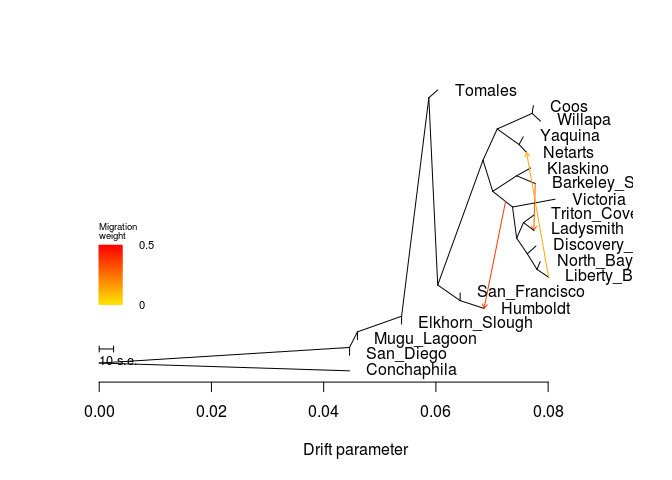 Tomales
Coos
Willapa
Yaquina
Netarts
Klaskino
Barkeley_S
Victoria
Triton_Cove
Ladysmith
Discovery_
North_Bay
Liberty_B
San_Francisco
Humboldt
Elkhorn_Slough
Mugu_Lagoon
San_Diego
Conchaphila
Migration
weight
0.5
0
10 s.e.
0.00 0.02 0.04 0.06 0.08
Drift parameter